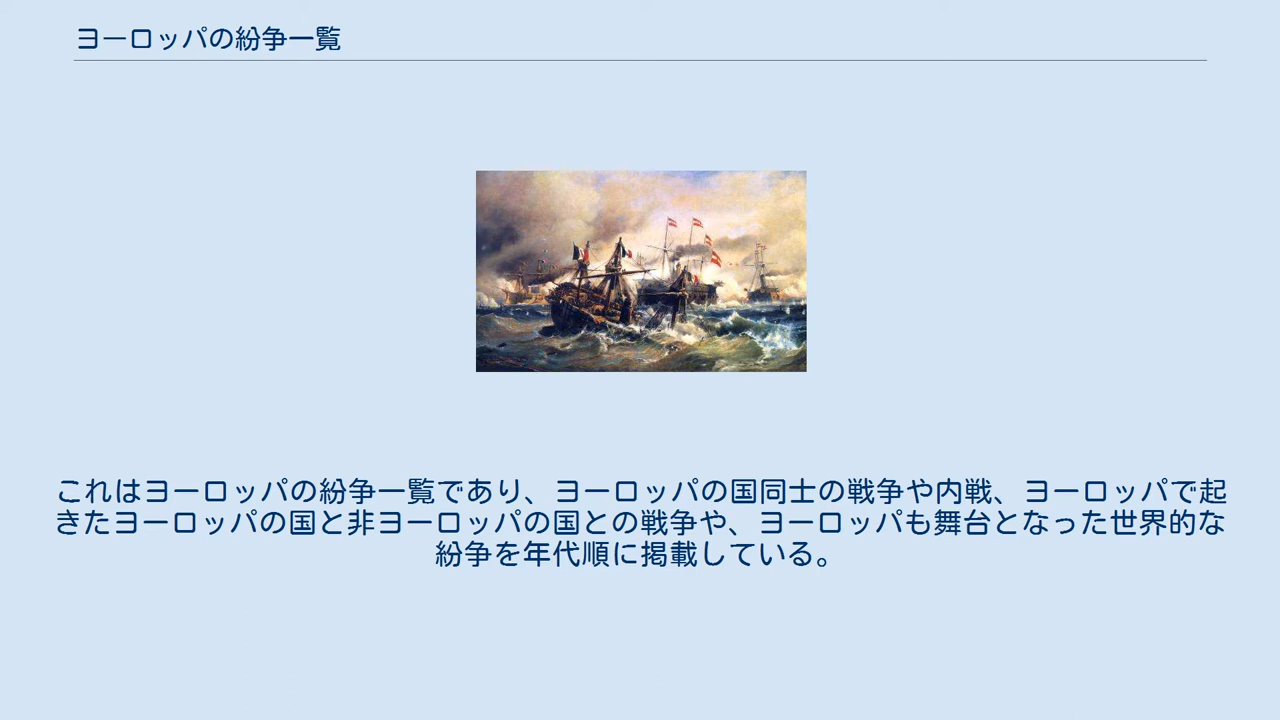 ヨーロッパの紛争一覧
これはヨーロッパの紛争一覧であり、ヨーロッパの国同士の戦争や内戦、ヨーロッパで起
きたヨーロッパの国と非ヨーロッパの国との戦争や、ヨーロッパも舞台となった世界的な
紛争を年代順に掲載している。